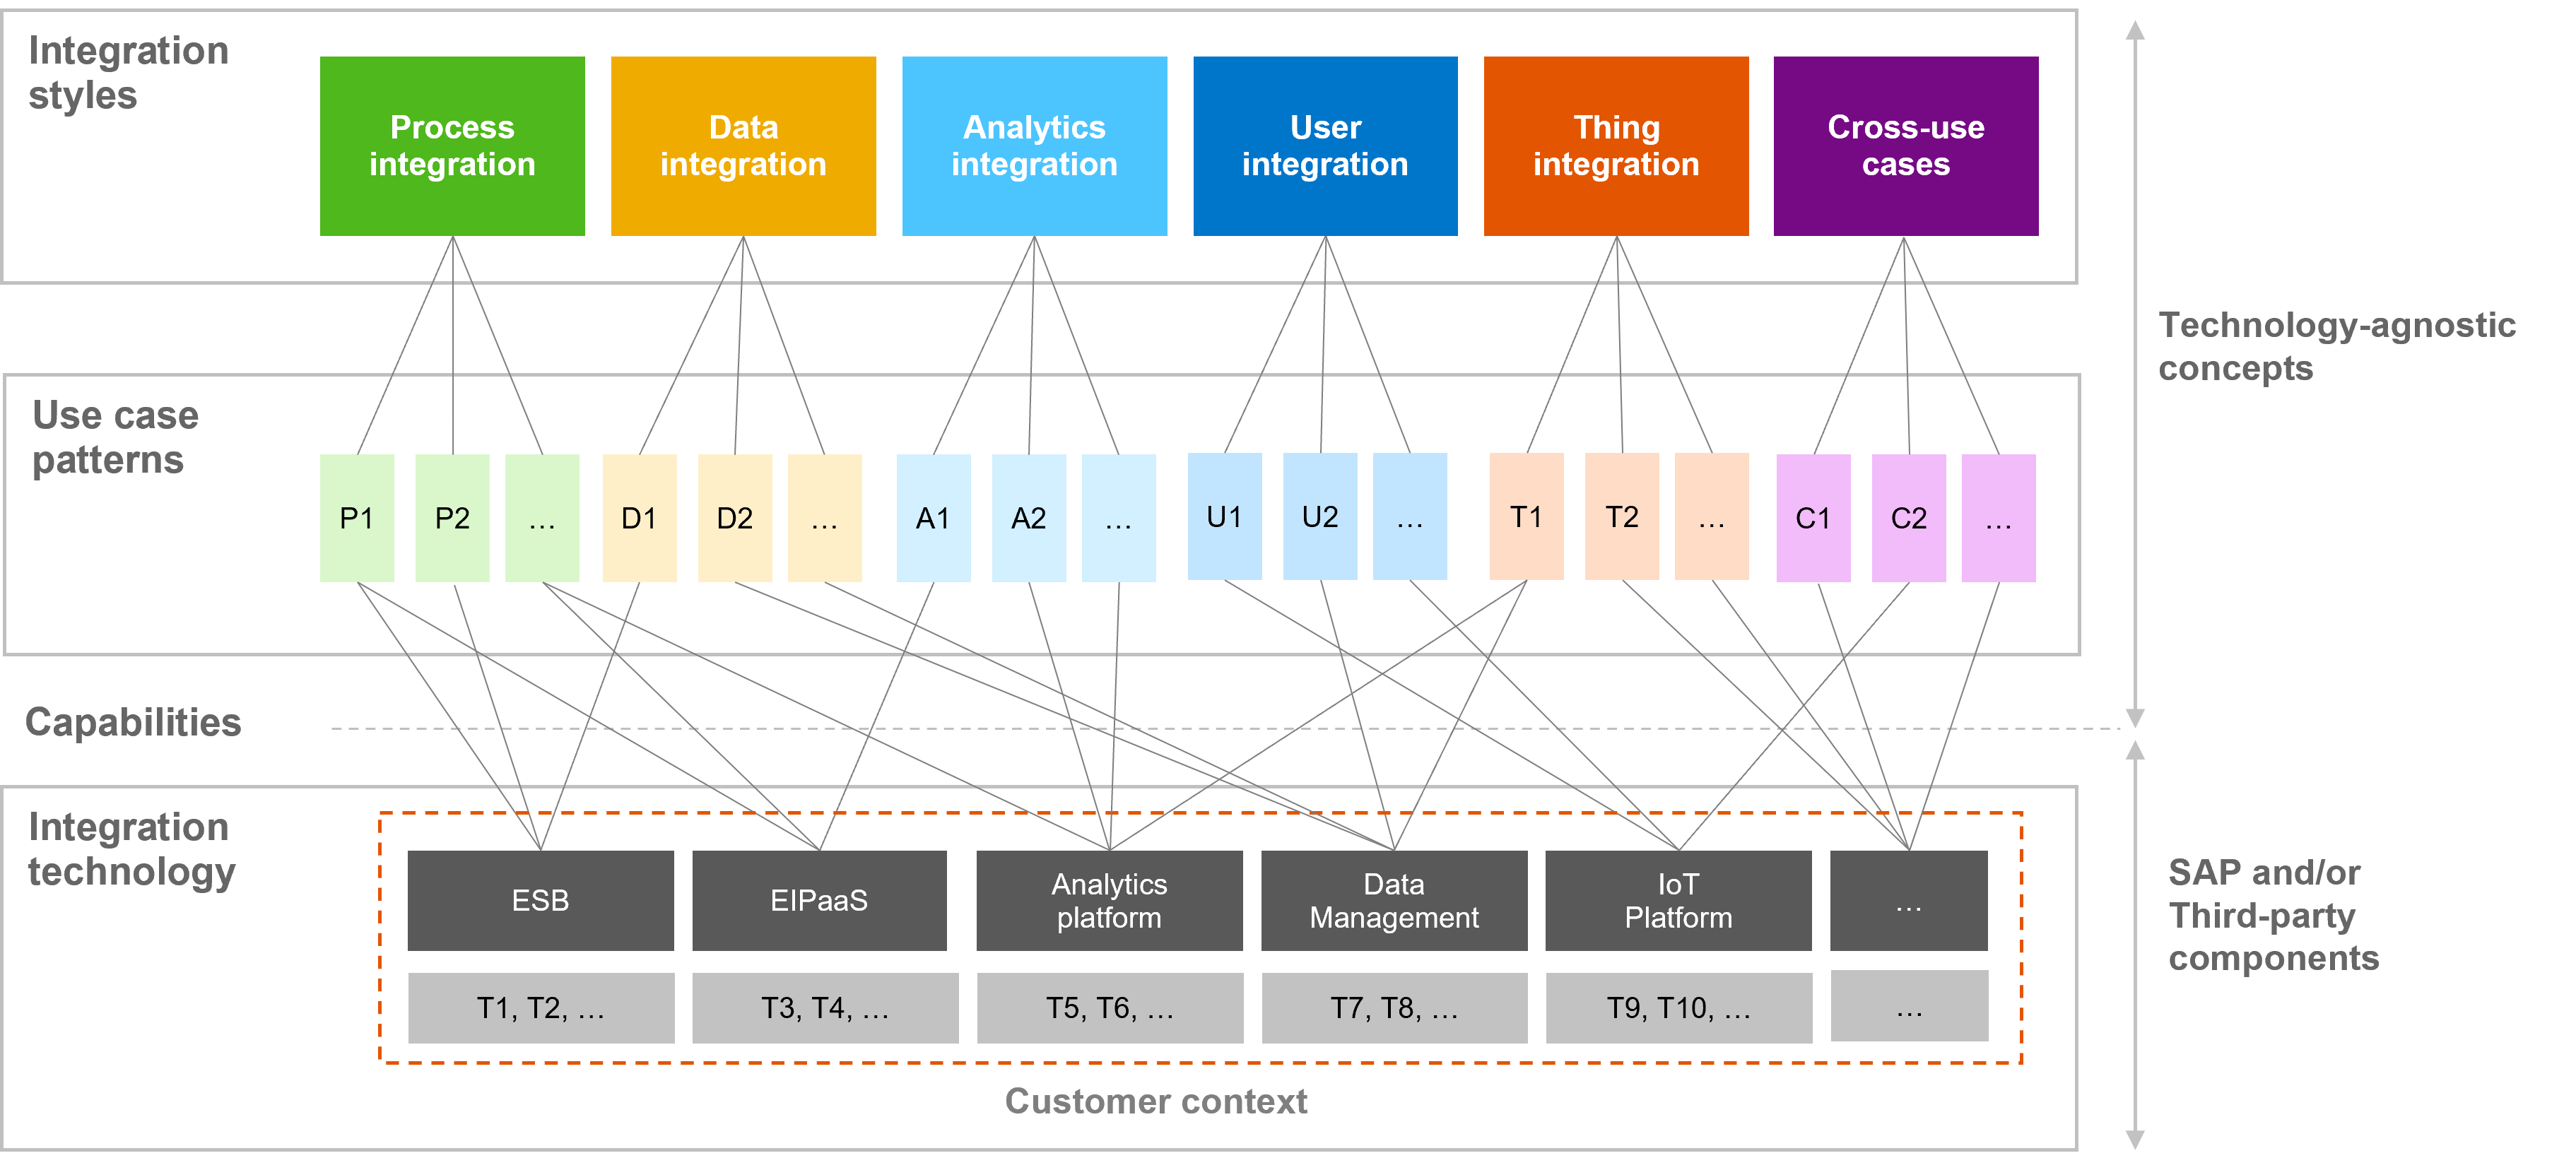 Integration
styles
Process
integration
Data
integration
Analytics
integration
User
integration
Thing
integration
Cross-use
cases
Technology-agnostic
concepts
Use case
patterns
P1
P2
...
D1
D2
...
A1
A2
...
U1
U2
...
T1
T2
...
C1
C2
...
Capabilities
Integration
technology
ESB
EIPaaS
Analytics
platform
Data
Management
IoT
Platform
...
T1, T2, ...
T3, T4, ...
T5, T6, ...
T7, T8, ...
T9, T10, ...
...
Customer context
SAP and/or
Third-party
components